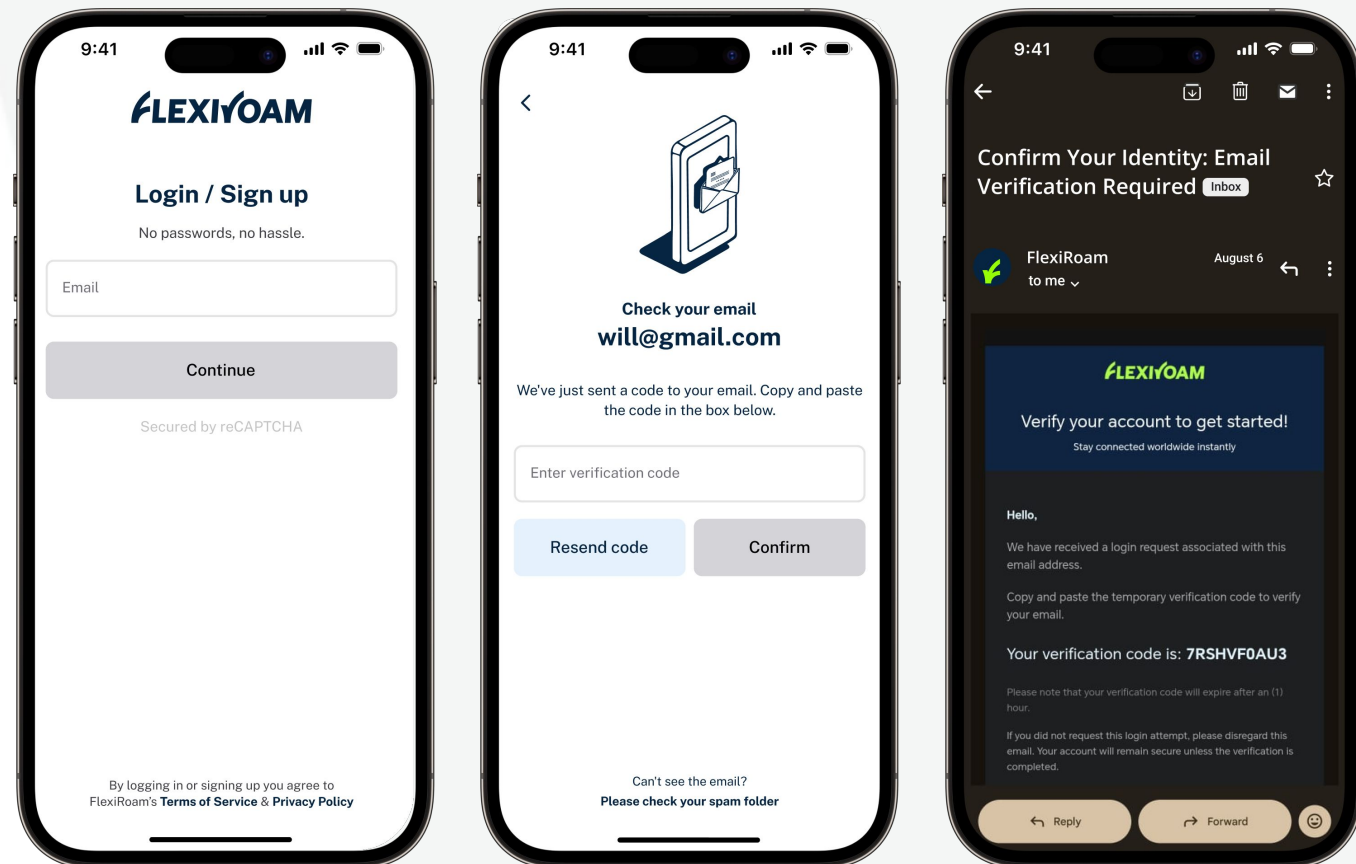 9:41
FLEXIROAM
Login / Sign up
No passwords, no hassle.
Email
Continue
Secured by reCAPTCHA
By logging in or signing up you agree to
FlexiRoam's Terms of Service & Privacy Policy
9:41
Check your email
will@gmail.com
We've just sent a code to your email. Copy and paste
the code in the box below.
Enter verification code
Resend code
Confirm
Can't see the email?
Please check your spam folder
9:41
Confirm Your Identity: Email
Verification Required Inbox
FlexiRoam
August 6
to me
FLEXIROAM
Verify your account to get started!
Stay connected worldwide instantly
Hello,
We have received a login request associated with this
email address.
Copy and paste the temporary verification code to verify
your email.
Your verification code is: 7RSHVF0AU3
Please note that your verification code will expire after an (1)
hour.
If you did not request this login attempt, please disregard this
email. Your account will remain secure unless the verification is
completed.
Reply
Forward